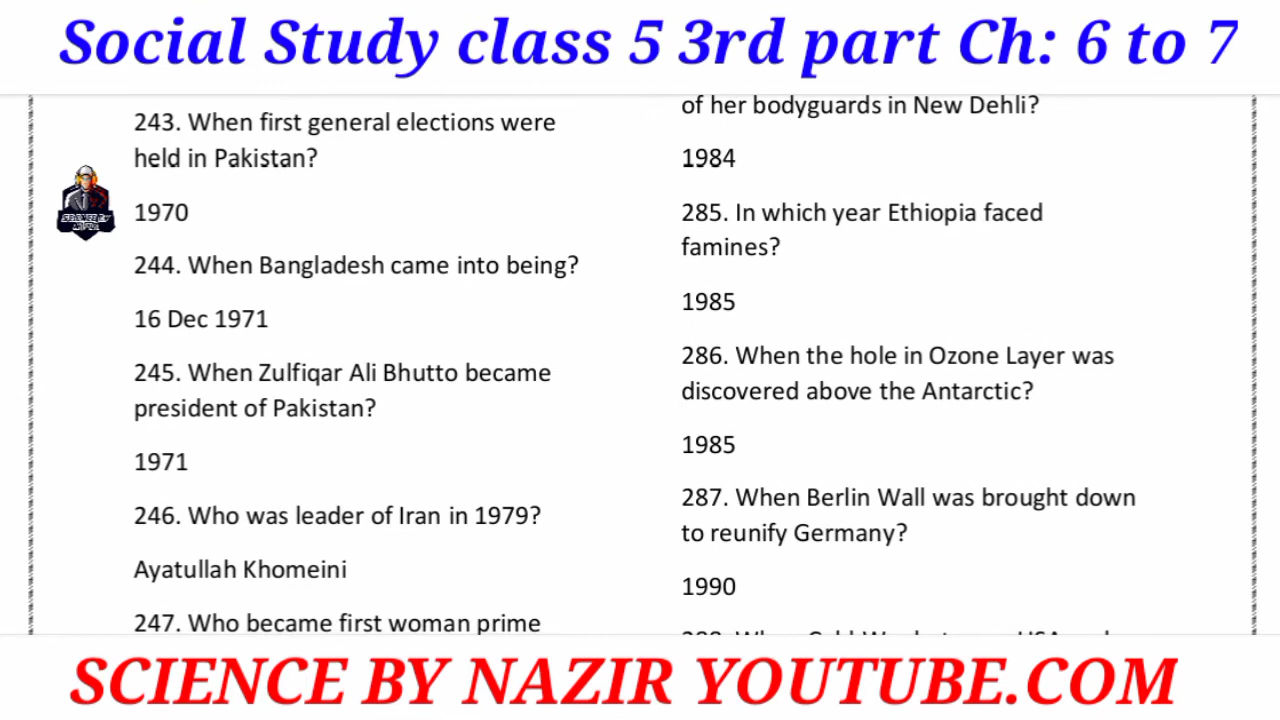 Social Study class 5 3rd part Ch: 6 to 7
243. When first general elections were
held in Pakistan?
1970
244. When Bangladesh came into being?
16 Dec 1971
245. When Zulfiqar Ali Bhutto became
president of Pakistan?
1971
246. Who was leader of Iran in 1979?
Ayatullah Khomeini
247. Who became first woman prime
of her bodyguards in New Dehli?
1984
285. In which year Ethiopia faced
famines?
1985
286. When the hole in Ozone Layer was
discovered above the Antarctic?
1985
287. When Berlin Wall was brought down
to reunify Germany?
1990
SCIENCE BY NAZIR YOUTUBE.COM